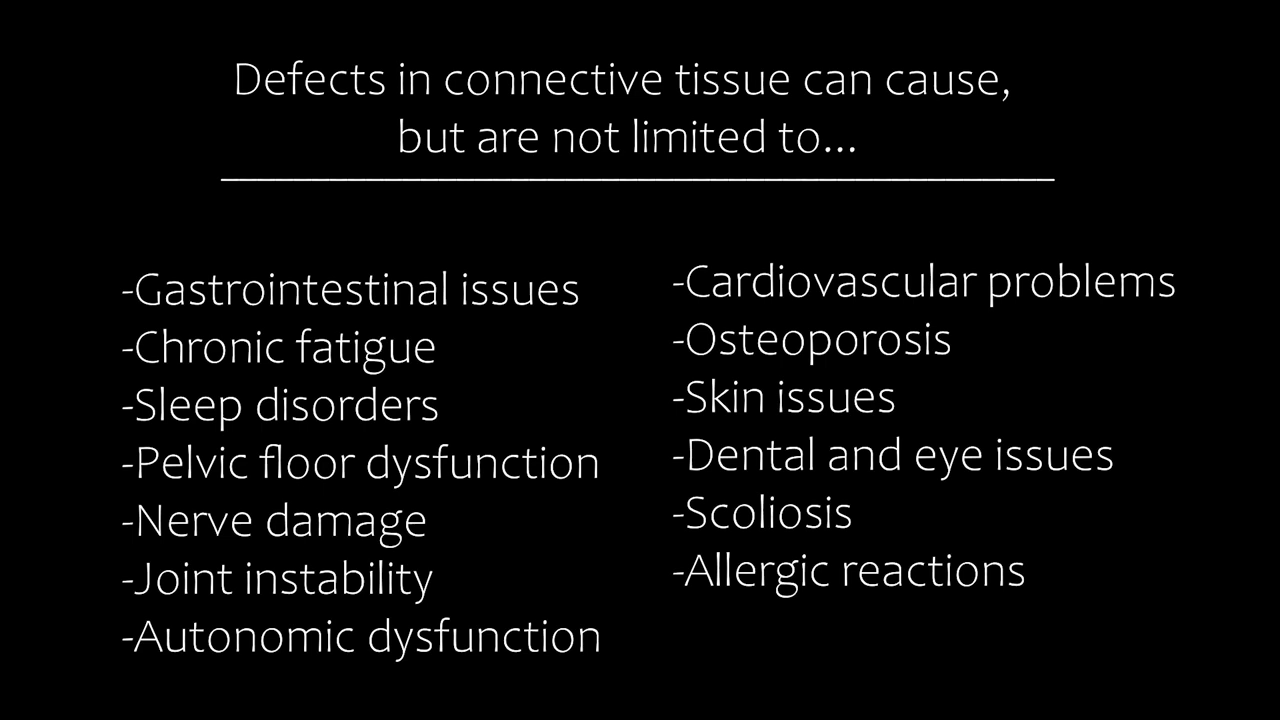 Defects in connective tissue can cause,
but are not limited to...
-Gastrointestinal issues
-Chronic fatigue
-Sleep disorders
-Pelvic floor dysfunction
-Nerve damage
-Joint instability
-Autonomic dysfunction
-Cardiovascular problems
-Osteoporosis
-Skin issues
-Dental and eye issues
-Scoliosis
-Allergic reactions